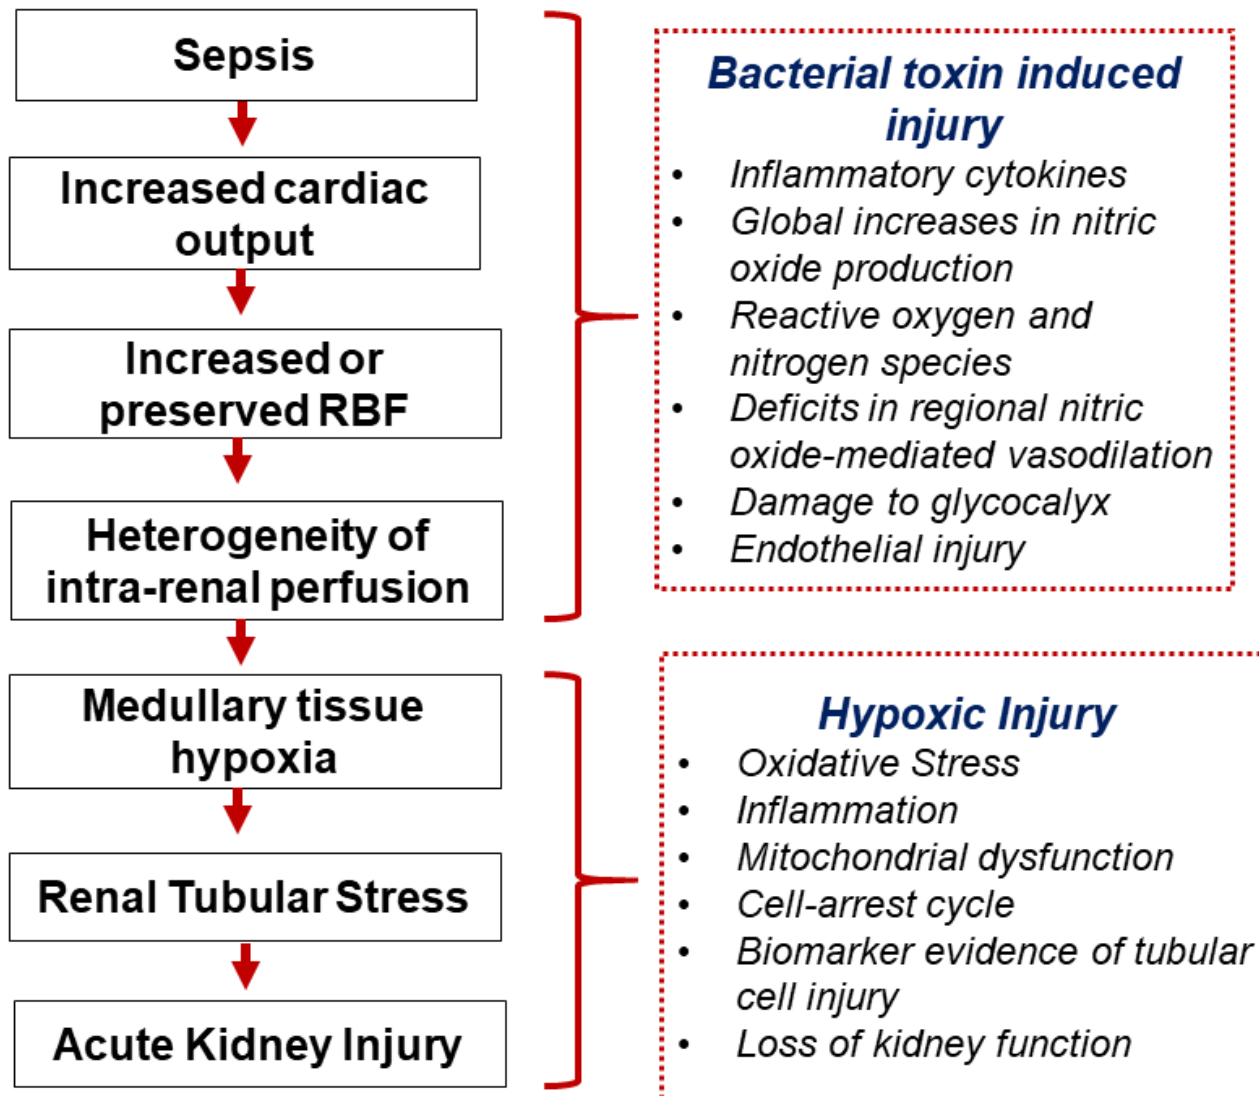 Sepsis
Increased cardiac
output
Increased or
preserved RBF
Heterogeneity of
intra-renal perfusion
Medullary tissue
hypoxia
Renal Tubular Stress
Acute Kidney Injury
Bacterial toxin induced
injury
• Inflammatory cytokines
• Global increases in nitric
oxide production
• Reactive oxygen and
nitrogen species
• Deficits in regional nitric
oxide-mediated vasodilation
• Damage to glycocalyx
• Endothelial injury
Hypoxic Injury
• Oxidative Stress
• Inflammation
• Mitochondrial dysfunction
• Cell-arrest cycle
• Biomarker evidence of tubular
cell injury
• Loss of kidney function